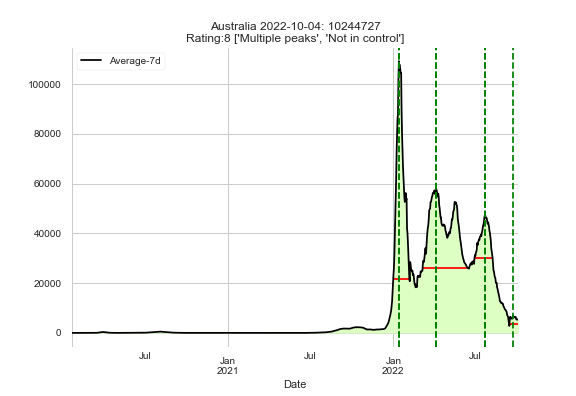 Australia 2022-10-04: 10244727
Rating:8 ['Multiple peaks', 'Not in control']
Average-7d
100000
80000
60000
40000
20000
0
Jul
Jan
2021
Jul
Jan
2022
Jul
Date